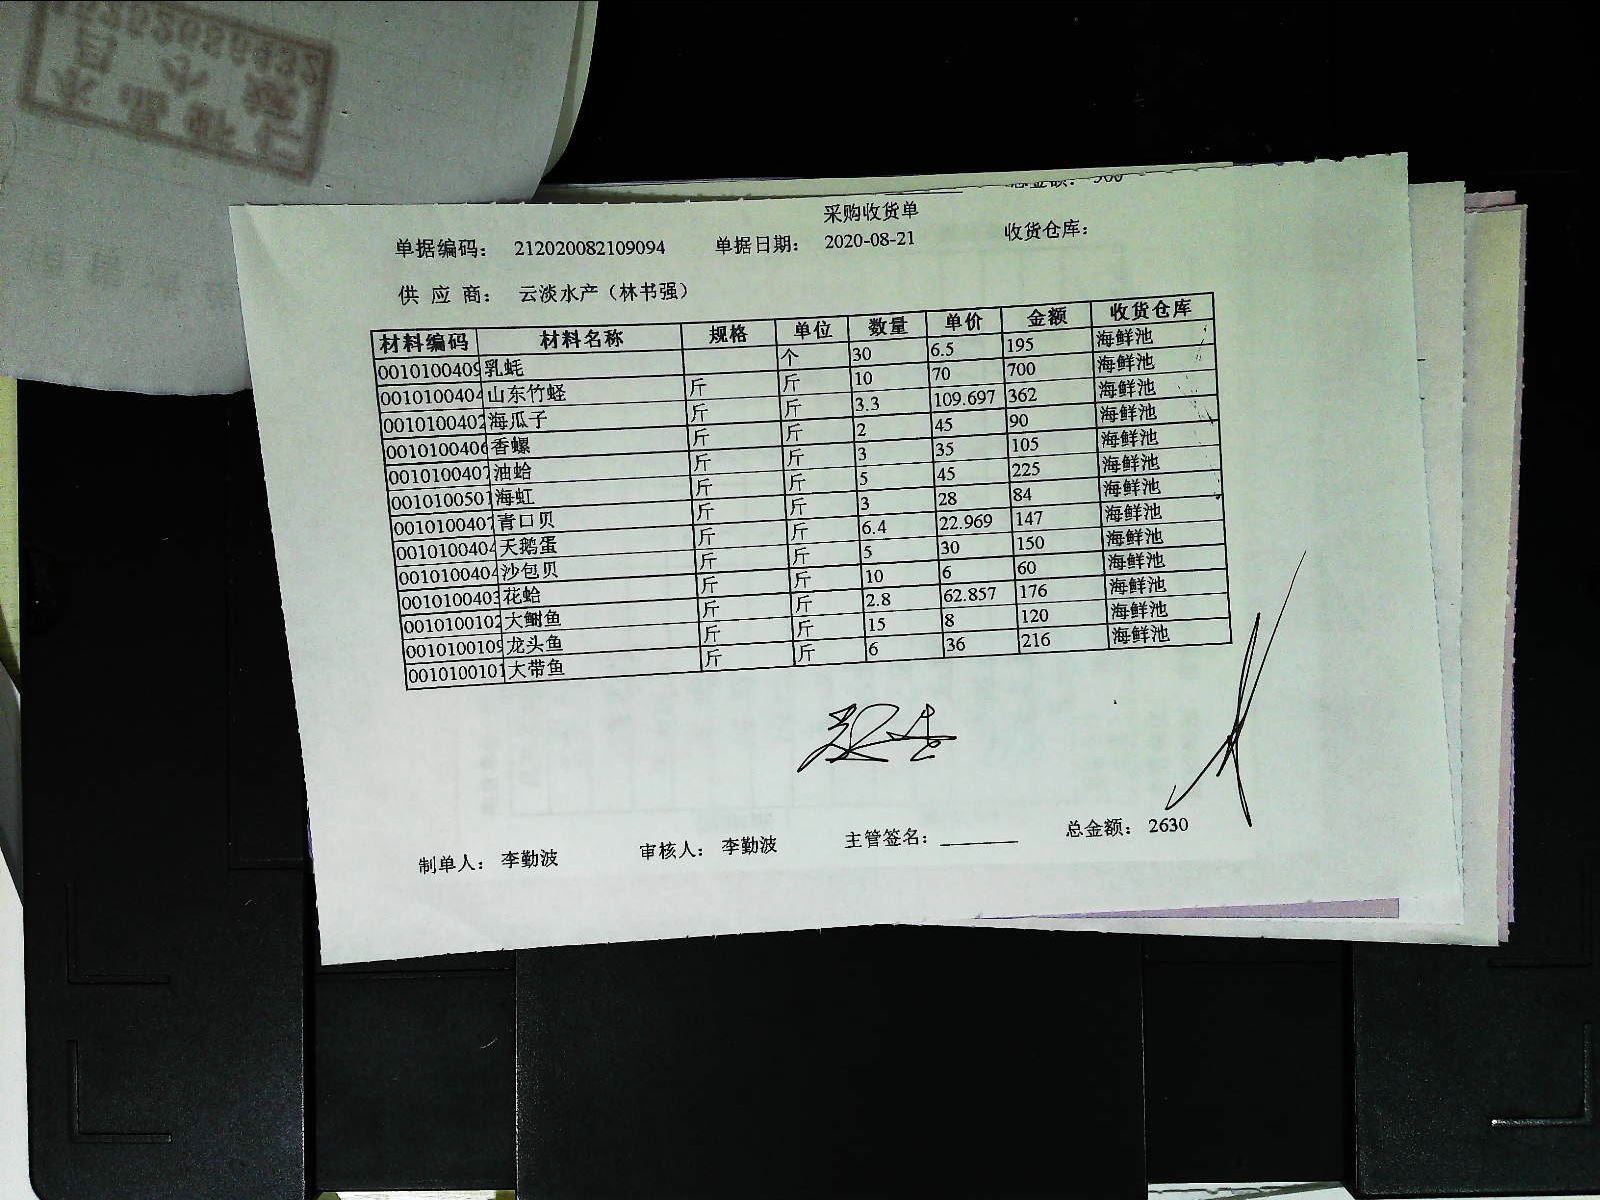 采购收货单
单据编码： 212020082109094 单据日期： 2020-08-21 收货仓库：
供 应 商： 云淡水产（林书强）
材料编码 材料名称 规格 单位 数量 单价 金额 收货仓库
0010100409 乳蚝 个 30 6.5 195 海鲜池
0010100404 山东竹蛏 斤 斤 10 70 700 海鲜池
0010100402 海瓜子 斤 斤 3.3 109.697 362 海鲜池
0010100406 香螺 斤 斤 2 45 90 海鲜池
0010100407 油蛤 斤 斤 3 35 105 海鲜池
0010100501 海虹 斤 斤 5 45 225 海鲜池
0010100407 青口贝 斤 斤 3 28 84 海鲜池
0010100404 天鹅蛋 斤 斤 6.4 22.969 147 海鲜池
0010100404 沙包贝 斤 斤 5 30 150 海鲜池
0010100403 花蛤 斤 斤 10 6 60 海鲜池
0010100102 大鲥鱼 斤 斤 2.8 62.857 176 海鲜池
0010100109 龙头鱼 斤 斤 15 8 120 海鲜池
0010100101 大带鱼 斤 斤 6 36 216 海鲜池
制单人： 李勤波 审核人： 李勤波 主管签名： 总金额： 2630